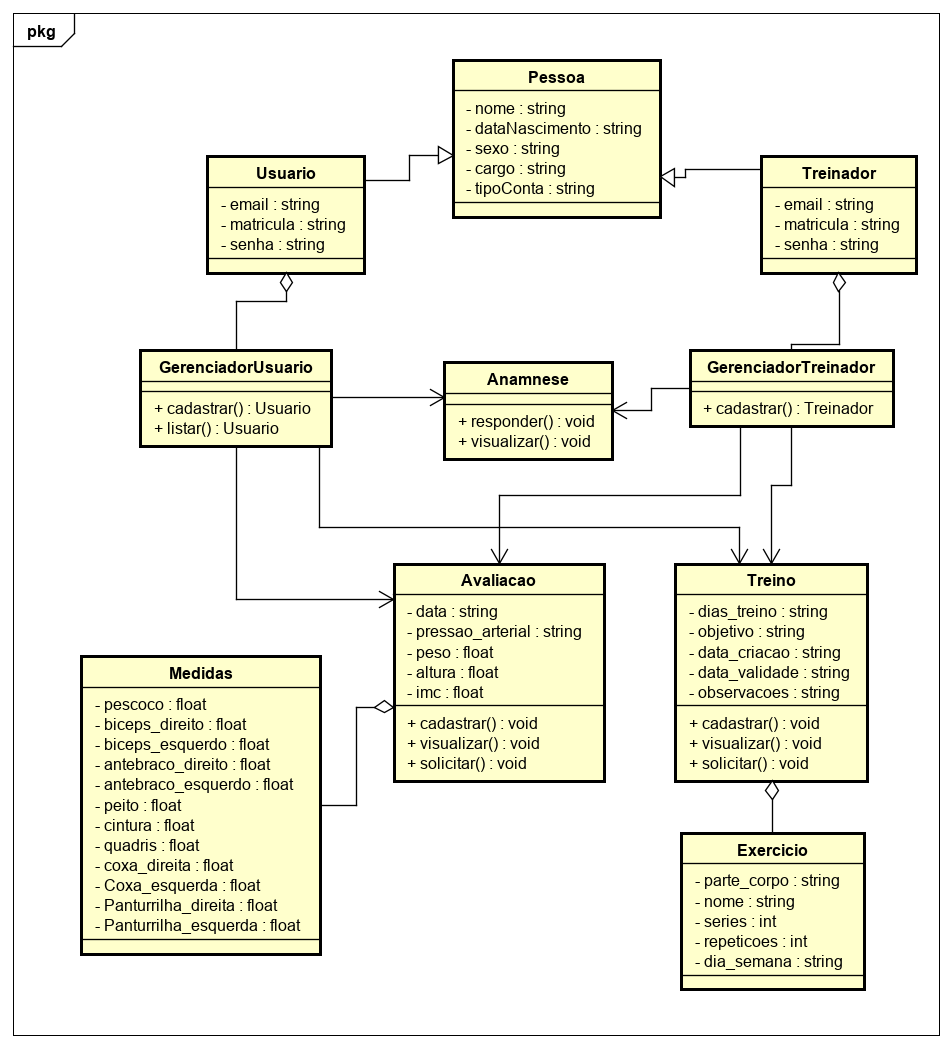 pkg
Pessoa
- nome : string
- dataNascimento : string
- sexo : string
- cargo : string
- tipoConta : string
Usuario
- email : string
- matricula : string
- senha : string
Treinador
- email : string
- matricula : string
- senha : string
GerenciadorUsuario
+ cadastrar() : Usuario
+ listar() : Usuario
Anamnese
+ responder() : void
+ visualizar() : void
GerenciadorTreinador
+ cadastrar() : Treinador
Avaliacao
- data : string
- pressao_arterial : string
- peso : float
- altura : float
- imc : float
+ cadastrar() : void
+ visualizar() : void
+ solicitar() : void
Treino
- dias_treino : string
- objetivo : string
- data_criacao : string
- data_validade : string
- observacoes : string
+ cadastrar() : void
+ visualizar() : void
+ solicitar() : void
Medidas
- pescoco : float
- biceps_direito : float
- biceps_esquerdo : float
- antebraco_direito : float
- antebraco_esquerdo : float
- peito : float
- cintura : float
- quadris : float
- coxa_direita : float
- Coxa_esquerda : float
- Panturrilha_direita : float
- Panturrilha_esquerda : float
Exercicio
- parte_corpo : string
- nome : string
- series : int
- repeticoes : int
- dia_semana : string